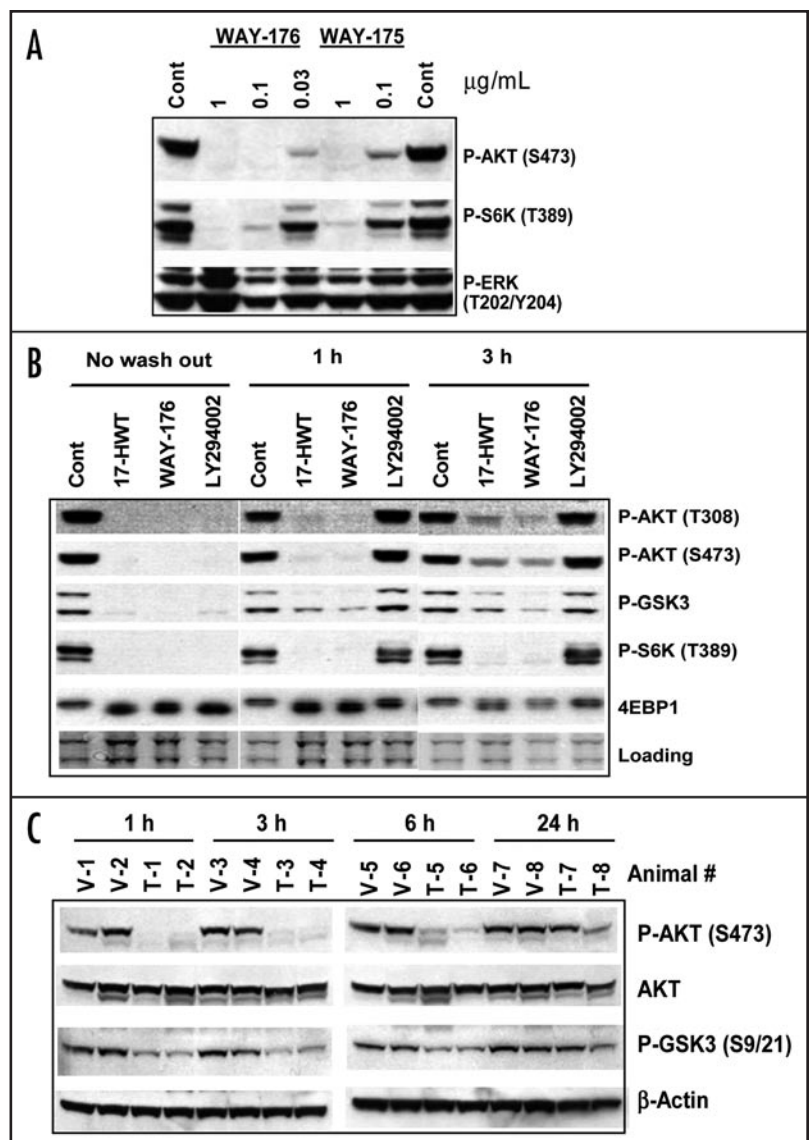 A
WAY-176 WAY-175
Cont 1 0.1 0.03 1 0.1 Cont µg/mL
P-AKT (S473)
P-S6K (T389)
P-ERK
(T202/Y204)
B
No wash out 1 h 3 h
Cont 17-HWT WAY-176 LY294002 Cont 17-HWT WAY-176 LY294002 Cont 17-HWT WAY-176 LY294002
P-AKT (T308)
P-AKT (S473)
P-GSK3
P-S6K (T389)
4EBP1
Loading
C
1 h 3 h 6 h 24 h
V-1 V-2 T-1 T-2 V-3 V-4 T-3 T-4 V-5 V-6 T-5 T-6 V-7 V-8 T-7 T-8 Animal #
P-AKT (S473)
AKT
P-GSK3 (S9/21)
β-Actin